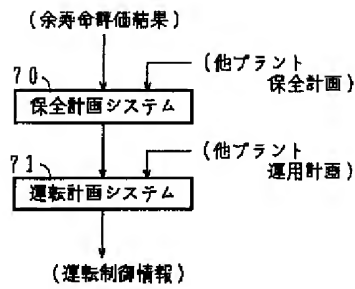 (余寿命評価結果)
70
(他プラント
保全計画)
保全計画システム
71
(他プラント
運用計画)
運転計画システム
(運転制御情報)